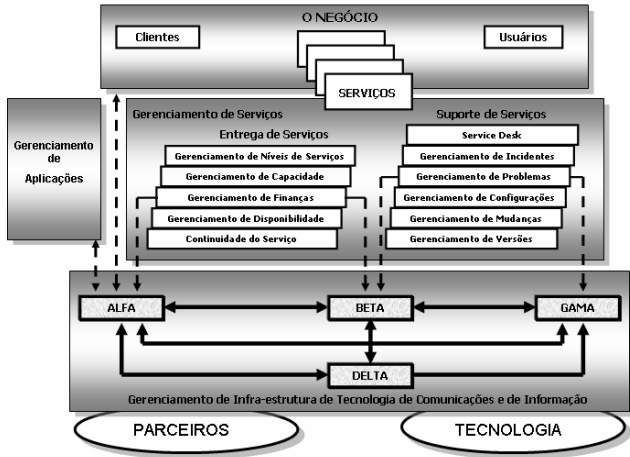 O NEGÓCIO
Clientes
Usuários
SERVIÇOS
Gerenciamento de Serviços
Suporte de Serviços
Gerenciamento
de
Aplicações
Entrega de Serviços
Gerenciamento de Níveis de Serviços
Gerenciamento de Capacidade
Gerenciamento de Finanças
Gerenciamento de Disponibilidade
Continuidade do Serviço
Service Desk
Gerenciamento de Incidentes
Gerenciamento de Problemas
Gerenciamento de Configurações
Gerenciamento de Mudanças
Gerenciamento de Versões
ALFA
BETA
GAMA
DELTA
Gerenciamento de Infra-estrutura de Tecnologia de Comunicações e de Informação
PARCEIROS
TECNOLOGIA